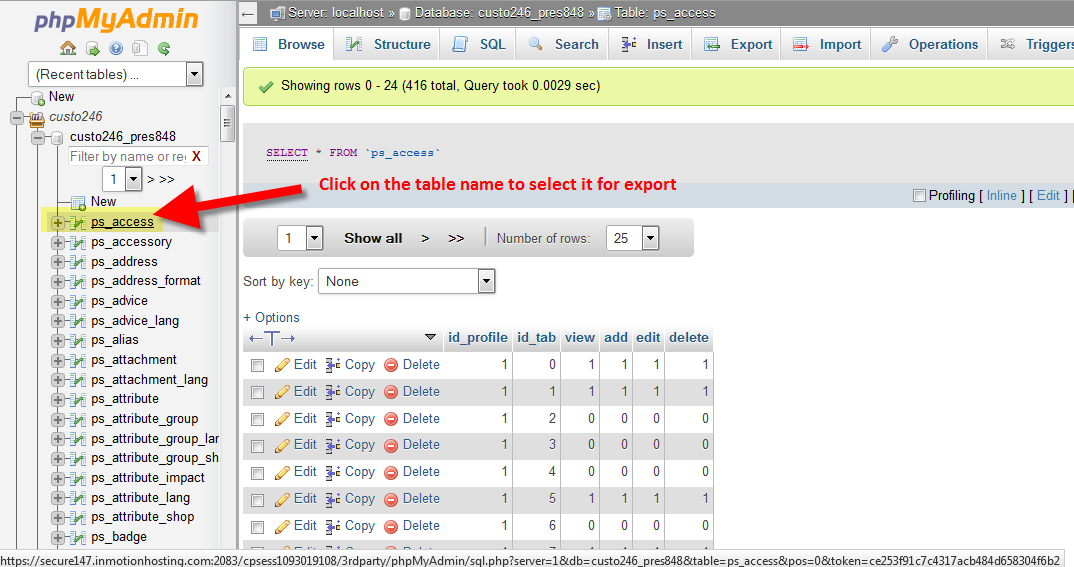 phpMyAdmin
Server: localhost » Database: custo246_pres848 » Table: ps_access
Browse Structure SQL Search Insert Export Import Operations Triggers
(Recent tables) ...
New
custo246
custo246_pres848
Filter by name or re X
1 > >>
New
ps_access
ps_accessory
ps_address
ps_address_format
ps_advice
ps_advice_lang
ps_alias
ps_attachment
ps_attachment_lang
ps_attribute
ps_attribute_group
ps_attribute_group_lar
ps_attribute_group_sh
ps_attribute_impact
ps_attribute_lang
ps_attribute_shop
ps_badge
Showing rows 0 - 24 (416 total, Query took 0.0029 sec)
SELECT * FROM `ps_access`
Click on the table name to select it for export
Profiling [ Inline ] [ Edit ] [
1 Show all > >> Number of rows: 25
Sort by key: None
+ Options
←T→ id_profile id_tab view add edit delete
Edit Copy Delete 1 0 1 1 1 1
Edit Copy Delete 1 1 1 1 1 1
Edit Copy Delete 1 2 0 0 0 0
Edit Copy Delete 1 3 0 0 0 0
Edit Copy Delete 1 4 0 0 0 0
Edit Copy Delete 1 5 1 1 1 1
Edit Copy Delete 1 6 0 0 0 0
https://secure147.inmotionhosting.com:2083/cpsess1093019108/3rdparty/phpMyAdmin/sql.php?server=1&db=custo246_pres848&table=ps_access&pos=0&token=ce253f91c7c4317acb484d658304f6b2